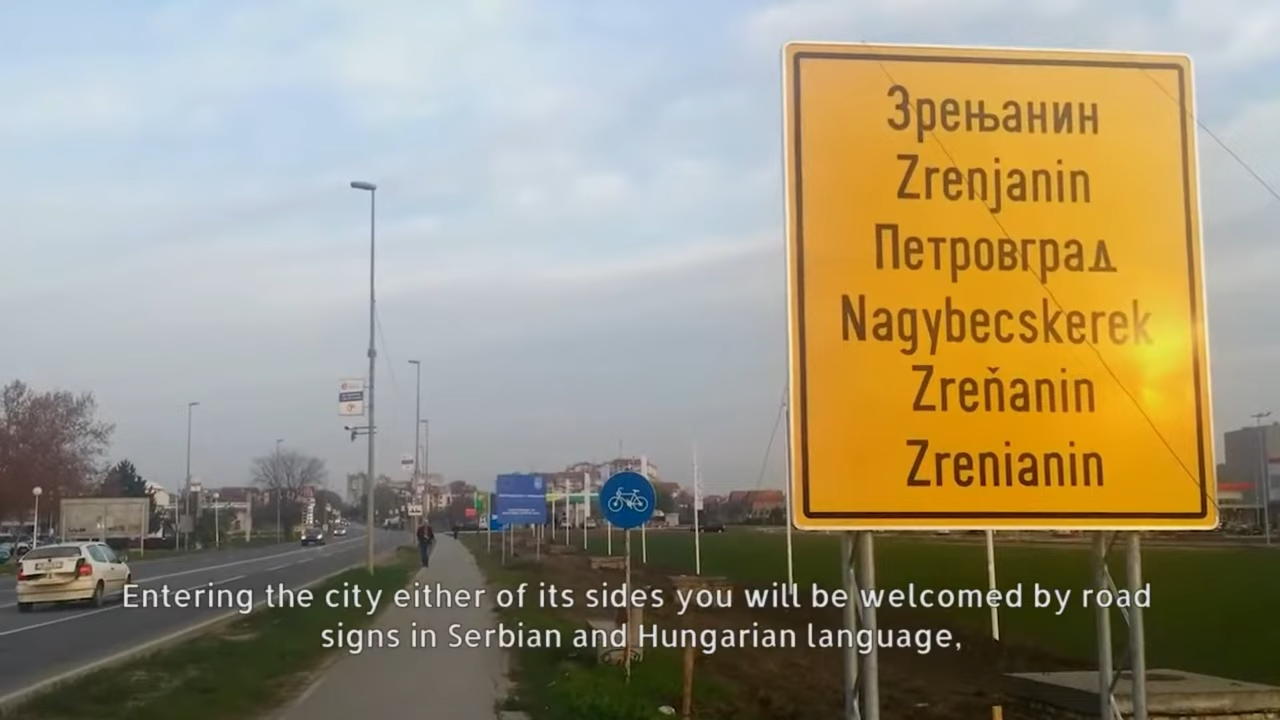 Зрењанин
Zrenjanin
Петровград
Nagybecskerek
Zreňanin
Zrenianin
Entering the city either of its sides you will be welcomed by road
signs in Serbian and Hungarian language,